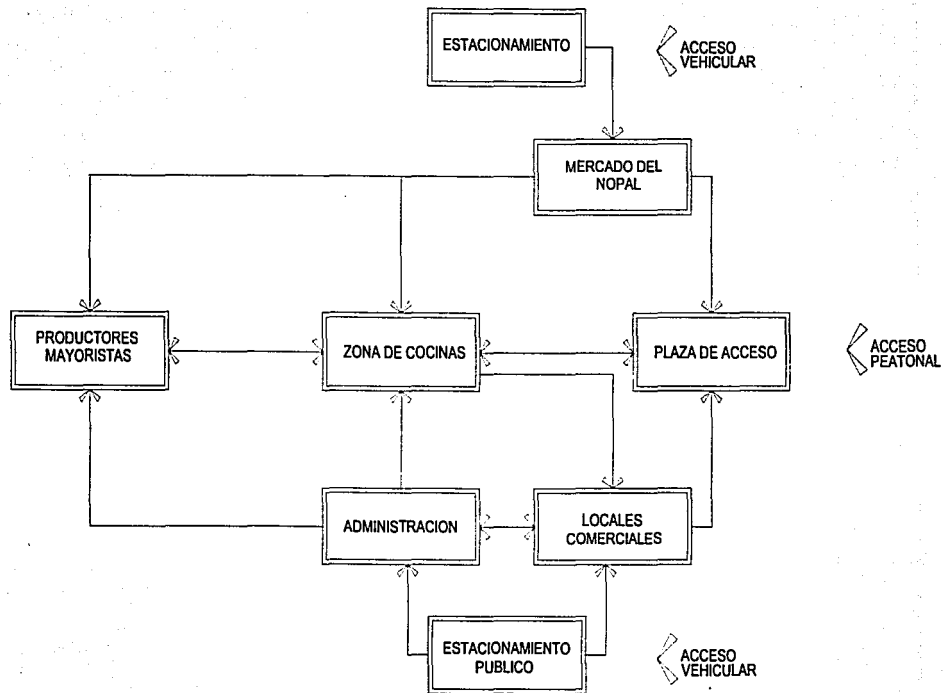 ESTACIONAMIENTO
ACCESO
VEHICULAR
MERCADO DEL
NOPAL
PRODUCTORES
MAYORISTAS
ZONA DE COCINAS
PLAZA DE ACCESO
ACCESO
PEATONAL
ADMINISTRACION
LOCALES
COMERCIALES
ESTACIONAMIENTO
PUBLICO
ACCESO
VEHICULAR